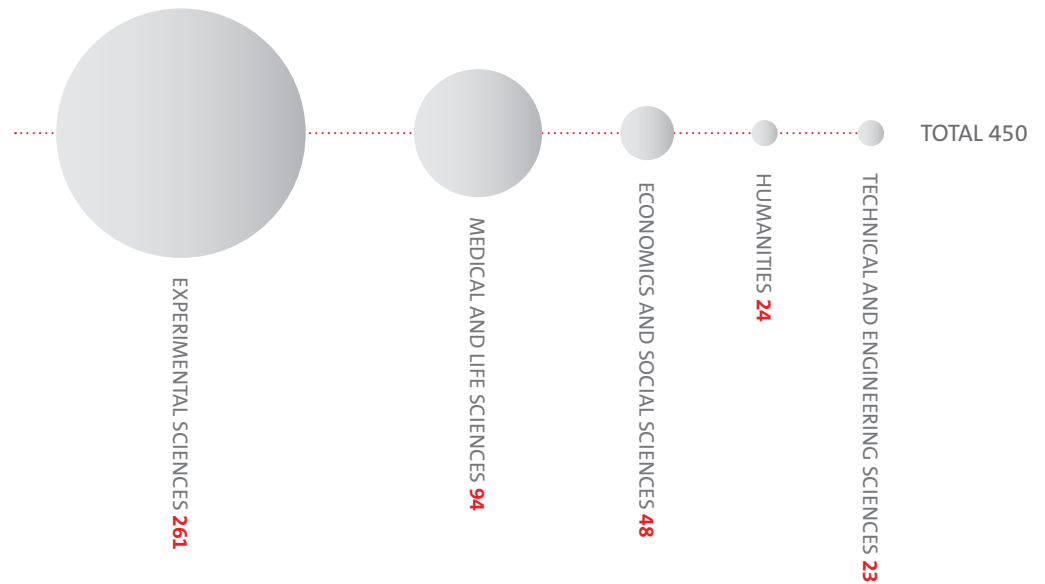 EXPERIMENTAL SCIENCES 261
MEDICAL AND LIFE SCIENCES 94
ECONOMICS AND SOCIAL SCIENCES 48
HUMANITIES 24
TECHNICAL AND ENGINEERING SCIENCES 23
TOTAL 450